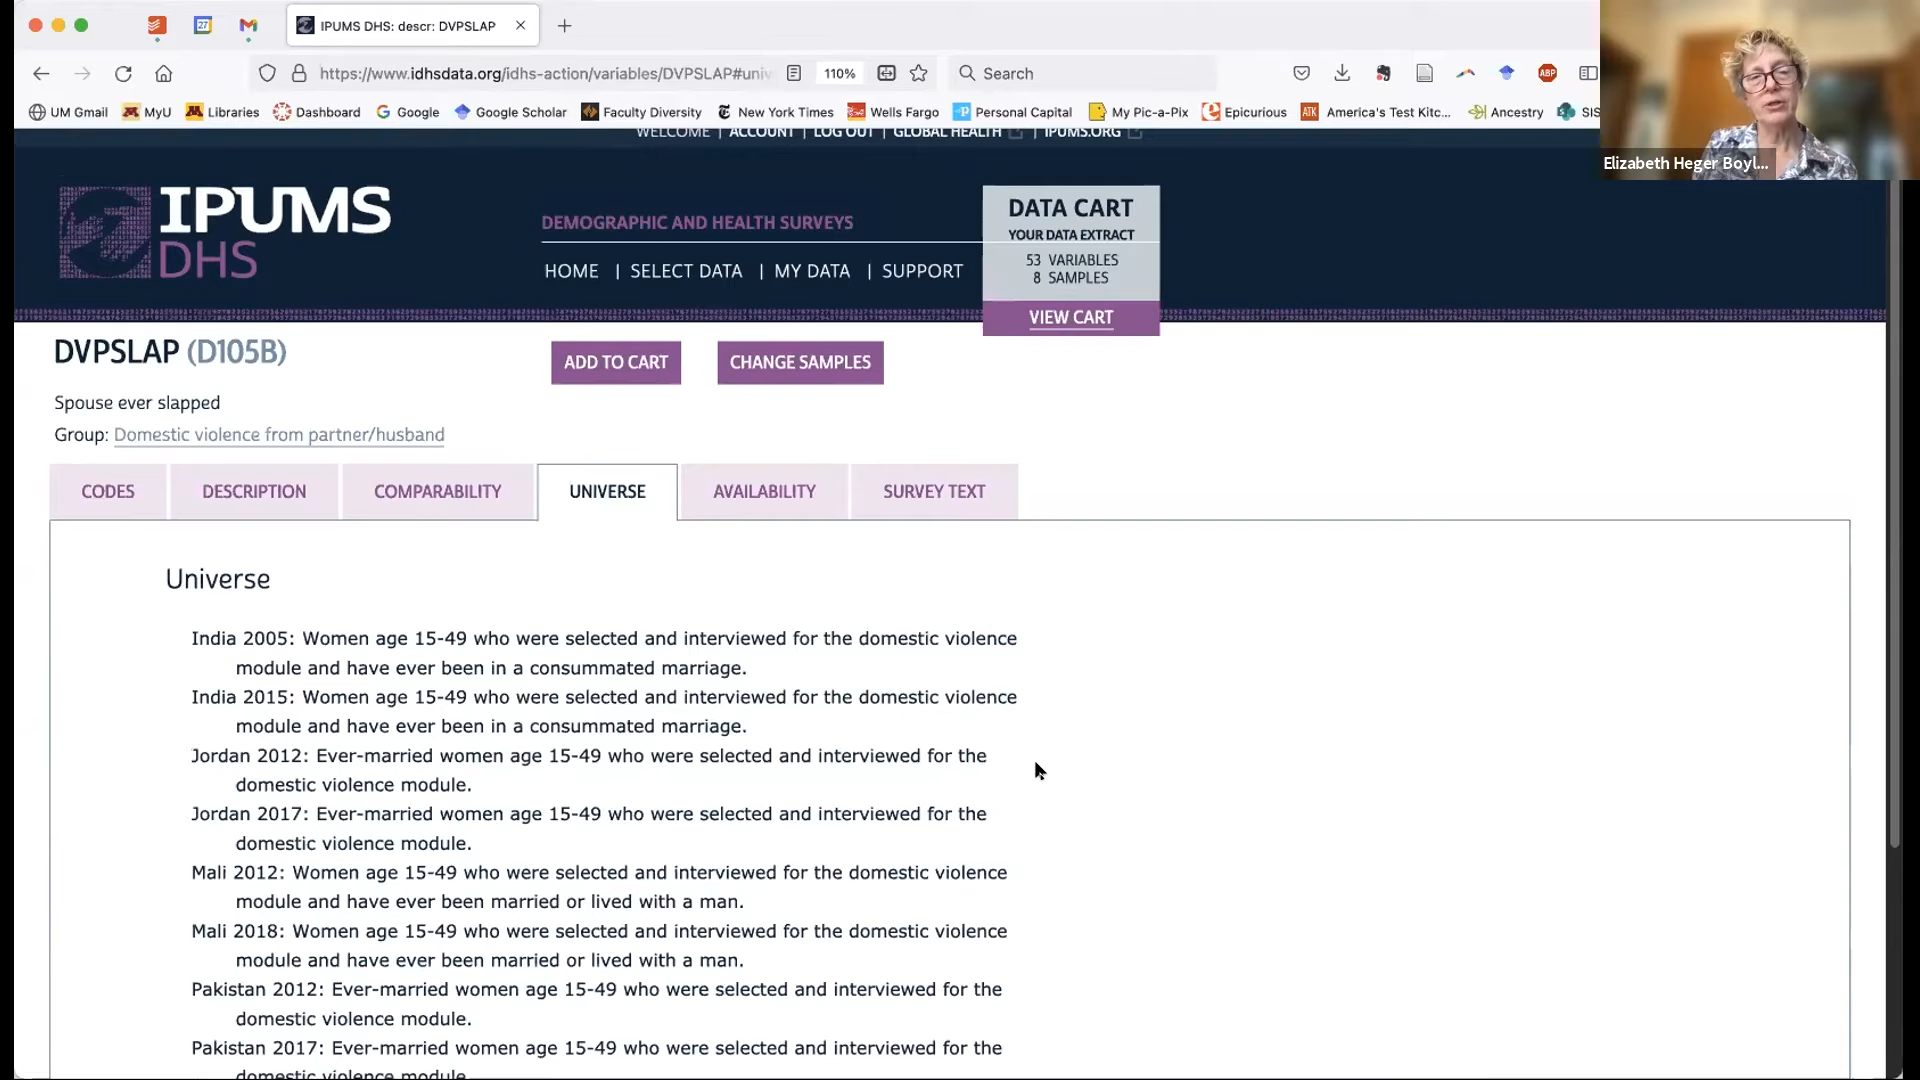 27
IPUMS DHS: descr: DVPSLAP
https://www.idhsdata.org/idhs-action/variables/DVPSLAP#univ
110%
Search
ABP
UM Gmail MyU Libraries Dashboard Google Google Scholar Faculty Diversity New York Times Wells Fargo Personal Capital My Pic-a-Pix Epicurious ATK America's Test Kitc... Ancestry SIS
WELCOME | ACCOUNT | LOG OUT | GLOBAL HEALTH | IPUMS.ORG
Elizabeth Heger Boyl...
IPUMS
DHS
DEMOGRAPHIC AND HEALTH SURVEYS
HOME | SELECT DATA | MY DATA | SUPPORT
DATA CART
YOUR DATA EXTRACT
53 VARIABLES
8 SAMPLES
VIEW CART
DVPSLAP (D105B)
ADD TO CART
CHANGE SAMPLES
Spouse ever slapped
Group: Domestic violence from partner/husband
CODES DESCRIPTION COMPARABILITY UNIVERSE AVAILABILITY SURVEY TEXT
Universe
India 2005: Women age 15-49 who were selected and interviewed for the domestic violence
module and have ever been in a consummated marriage.
India 2015: Women age 15-49 who were selected and interviewed for the domestic violence
module and have ever been in a consummated marriage.
Jordan 2012: Ever-married women age 15-49 who were selected and interviewed for the
domestic violence module.
Jordan 2017: Ever-married women age 15-49 who were selected and interviewed for the
domestic violence module.
Mali 2012: Women age 15-49 who were selected and interviewed for the domestic violence
module and have ever been married or lived with a man.
Mali 2018: Women age 15-49 who were selected and interviewed for the domestic violence
module and have ever been married or lived with a man.
Pakistan 2012: Ever-married women age 15-49 who were selected and interviewed for the
domestic violence module.
Pakistan 2017: Ever-married women age 15-49 who were selected and interviewed for the
domestic violence module.